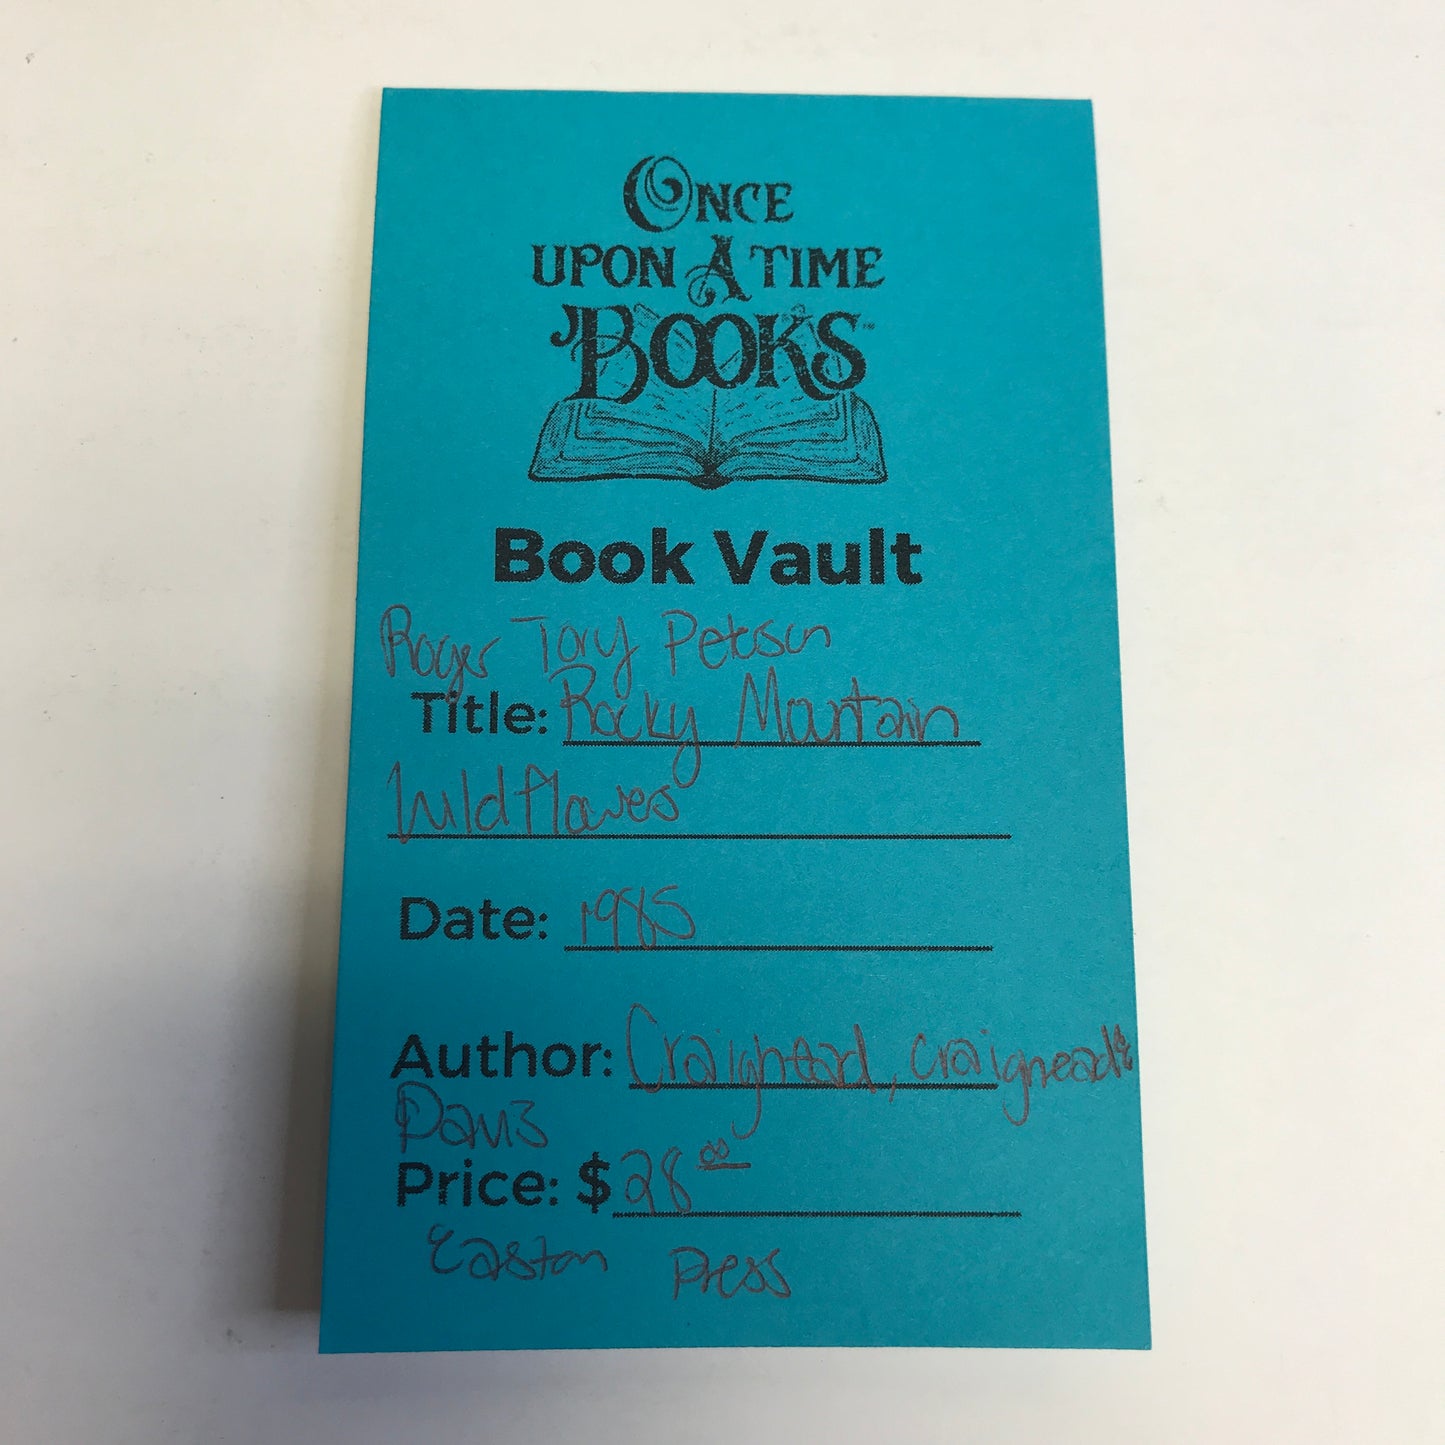 ONCE
UPON A TIME
BOOKS™
Book Vault
Roger Tory Peterson
Title: Rocky Mountain
Wildflowers
Date: 1985
Author: Craighead, Craighead &
Davis
Price: $28.00
Easton Press